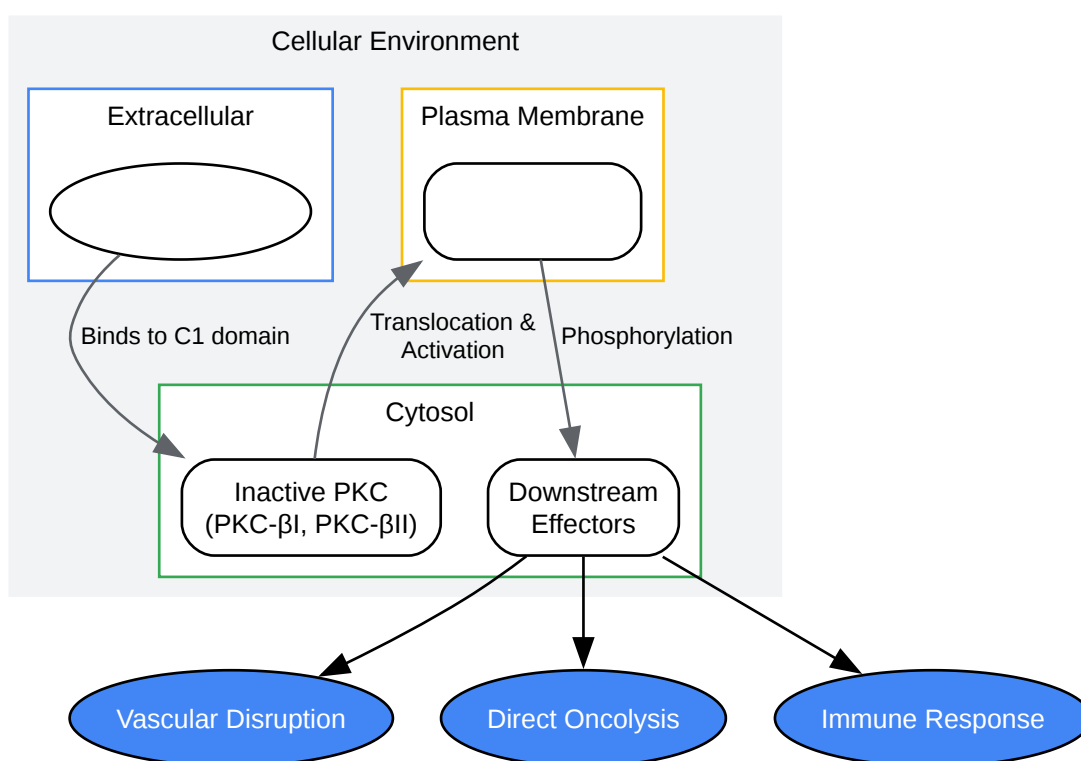 Cellular Environment
Extracellular
Plasma Membrane
Binds to C1 domain
Translocation &
Activation
Phosphorylation
Cytosol
Inactive PKC
(PKC-βI, PKC-βII)
Downstream
Effectors
Vascular Disruption
Direct Oncolysis
Immune Response